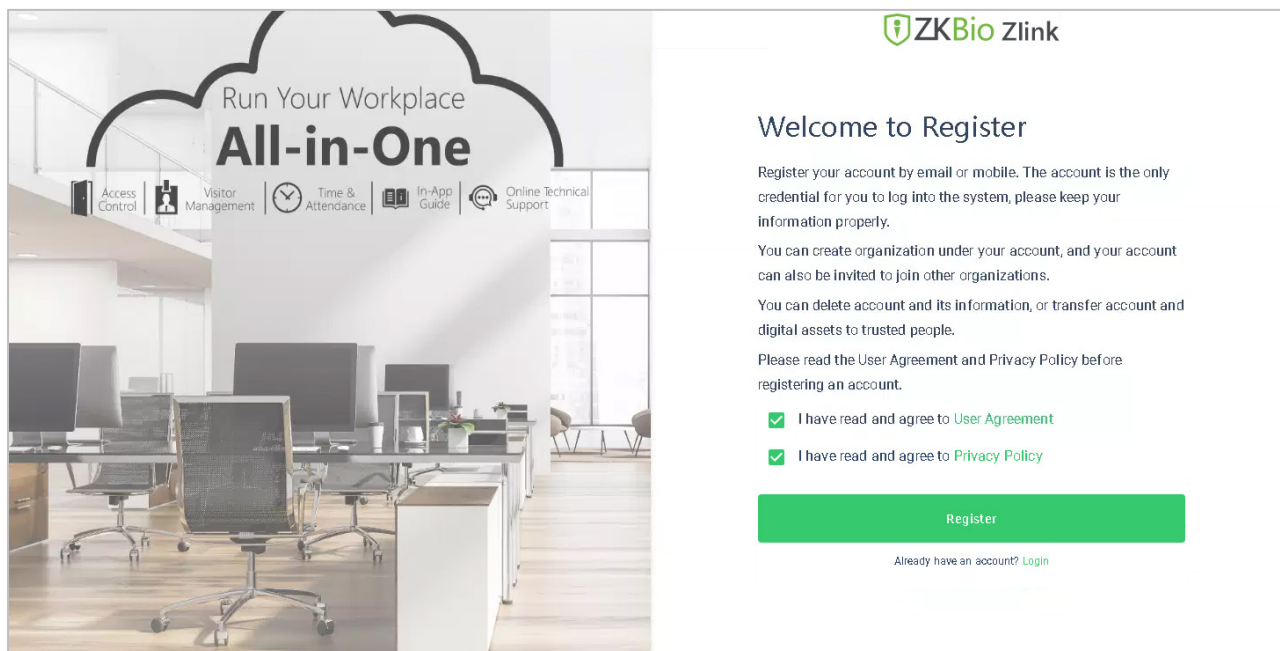 Run Your Workplace
All-in-One
Access
Control
Visitor
Management
Time &
Attendance
In-App
Guide
Online Technical
Support
ZKBio Zlink
Welcome to Register
Register your account by email or mobile. The account is the only
credential for you to log into the system, please keep your
information properly.
You can create organization under your account, and your account
can also be invited to join other organizations.
You can delete account and its information, or transfer account and
digital assets to trusted people.
Please read the User Agreement and Privacy Policy before
registering an account.
I have read and agree to User Agreement
I have read and agree to Privacy Policy
Register
Already have an account? Login